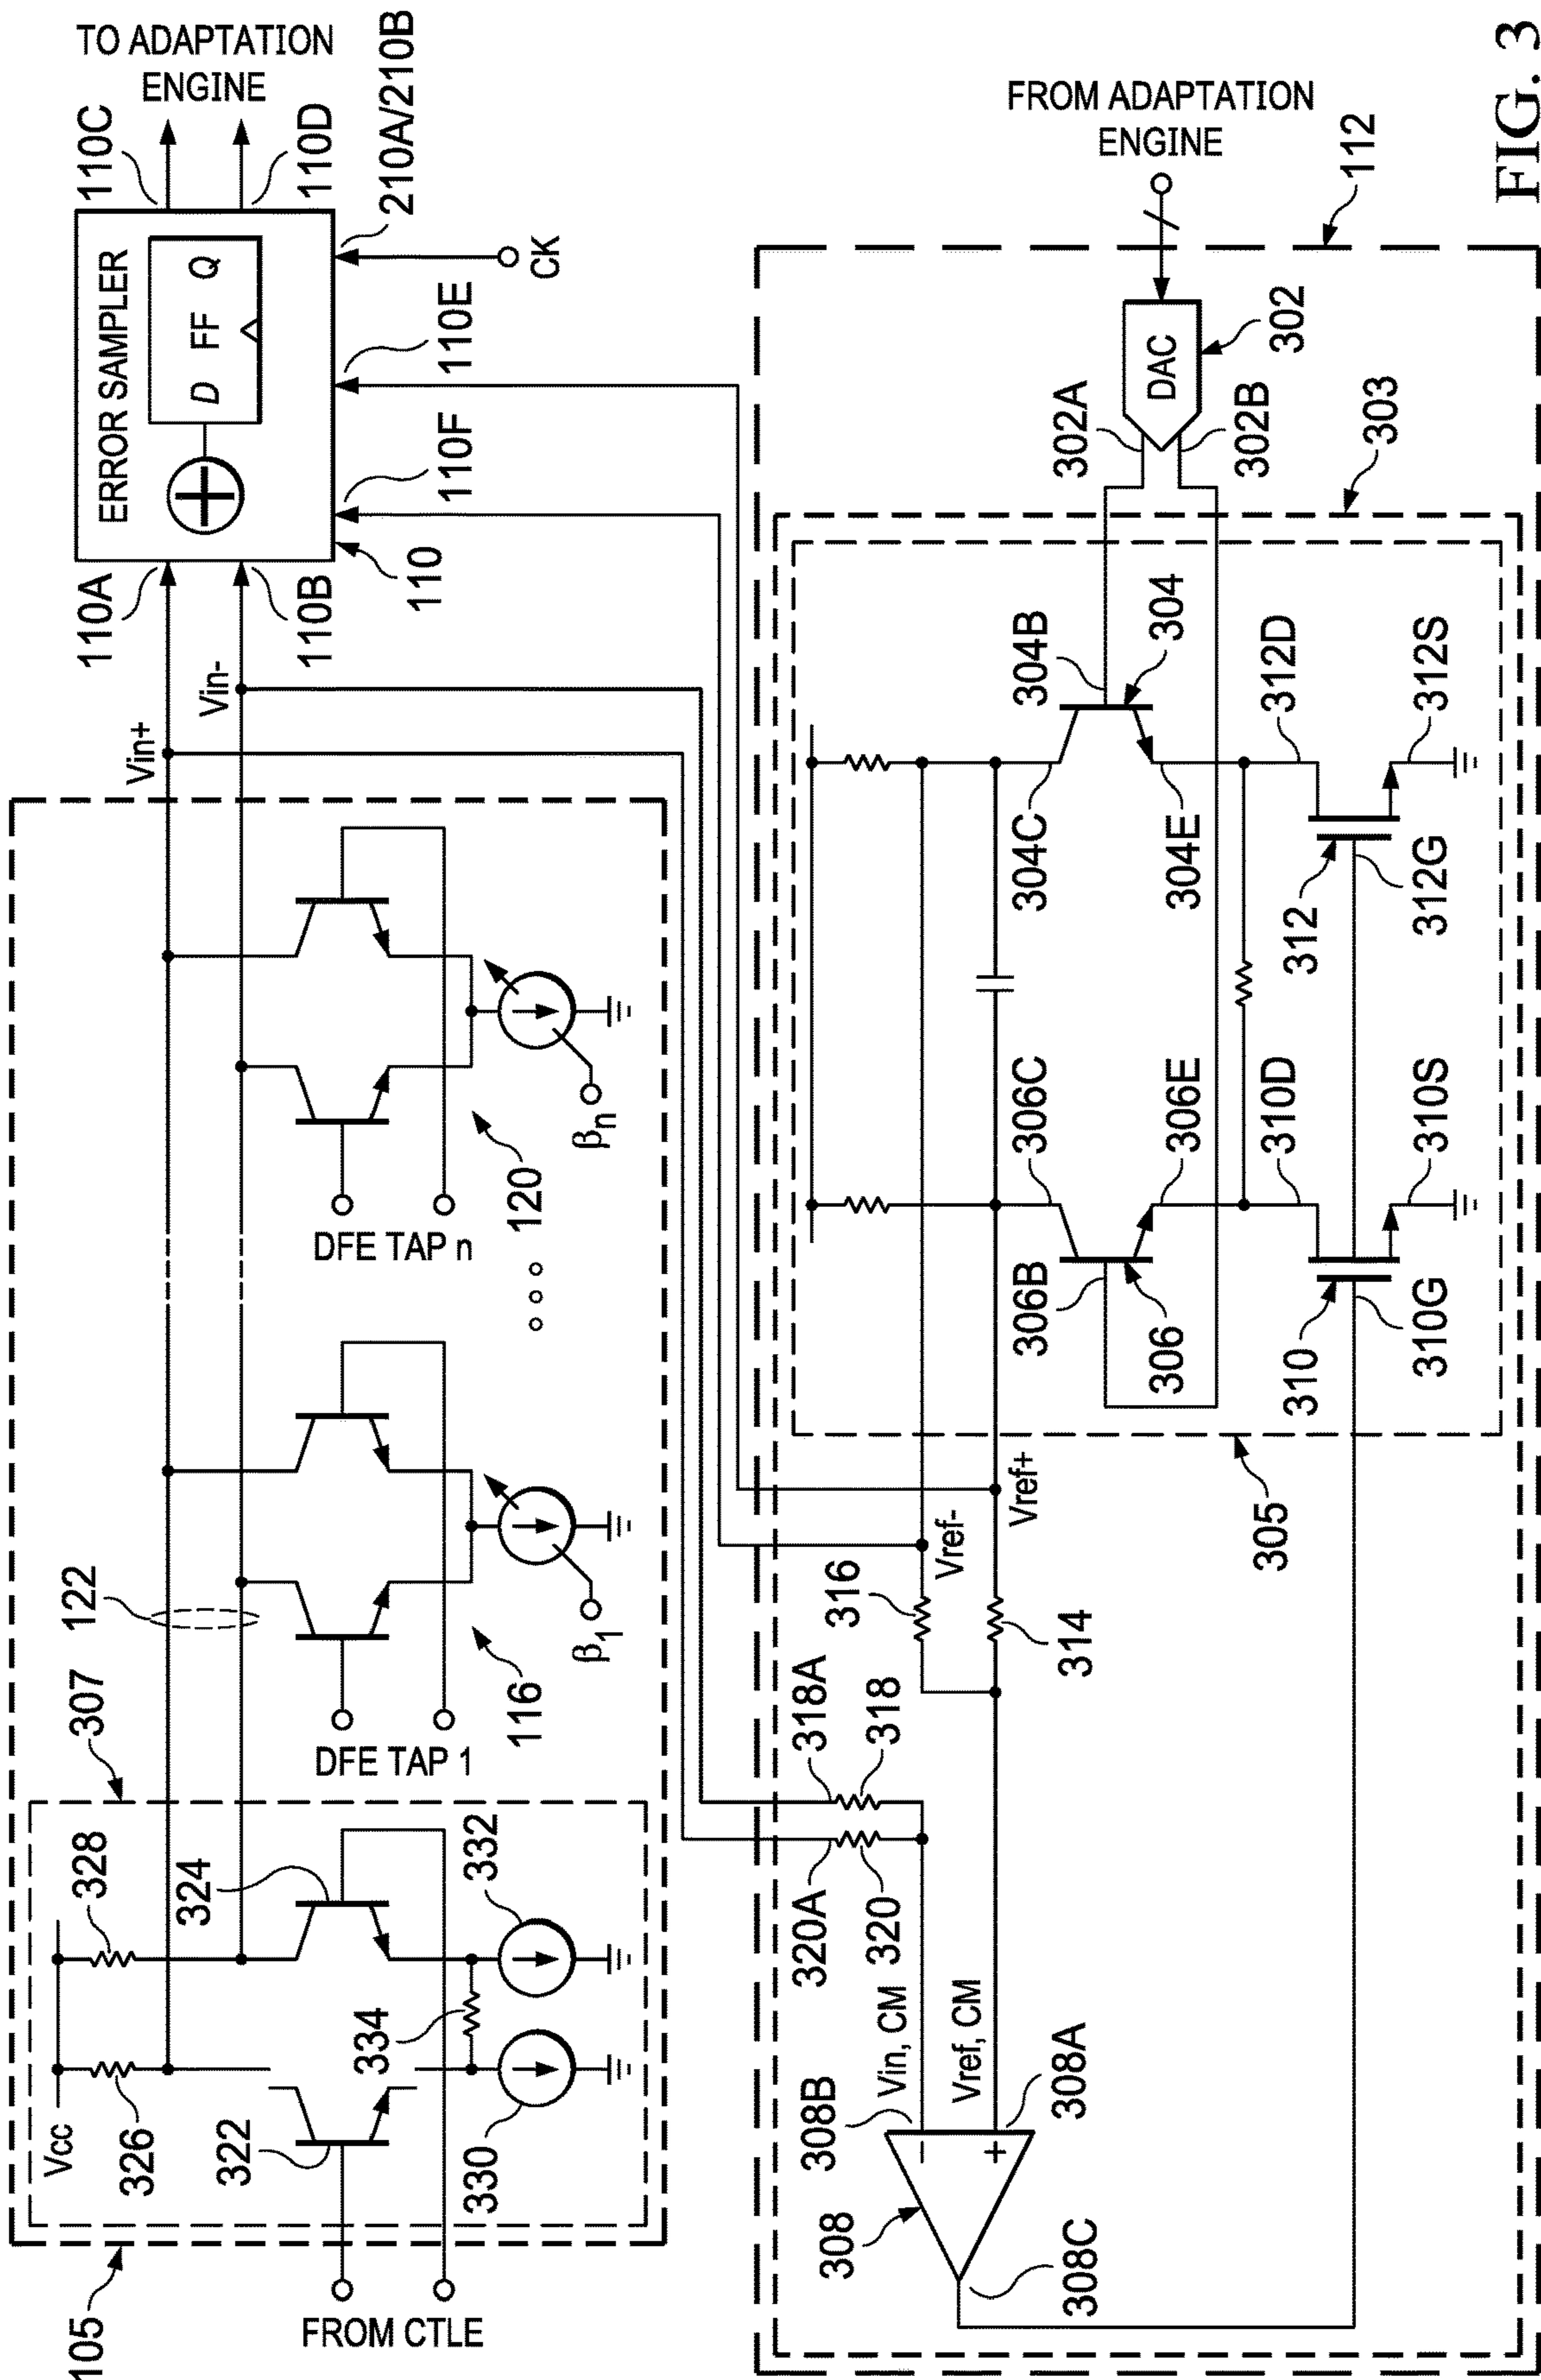 TO ADAPTATION
ENGINE
110C
110D
210A/210B
ERROR SAMPLER
D FF Q
CK
110E
110F
110
110A
110B
Vin+
Vin-
105
307
122
Vcc
328
326
324
322
334
332
330
FROM CTLE
DFE TAP 1
116
β1
DFE TAP n
120
βn
FROM ADAPTATION
ENGINE
112
DAC
302
302A
302B
303
304B
304
304C
304E
312D
312S
312
312G
306C
306B
306
306E
310D
310S
310
310G
305
Vref-
Vref+
316
314
318A
318
320A
320
Vin, CM
Vref, CM
308B
308A
308
308C
−
+
FIG. 3